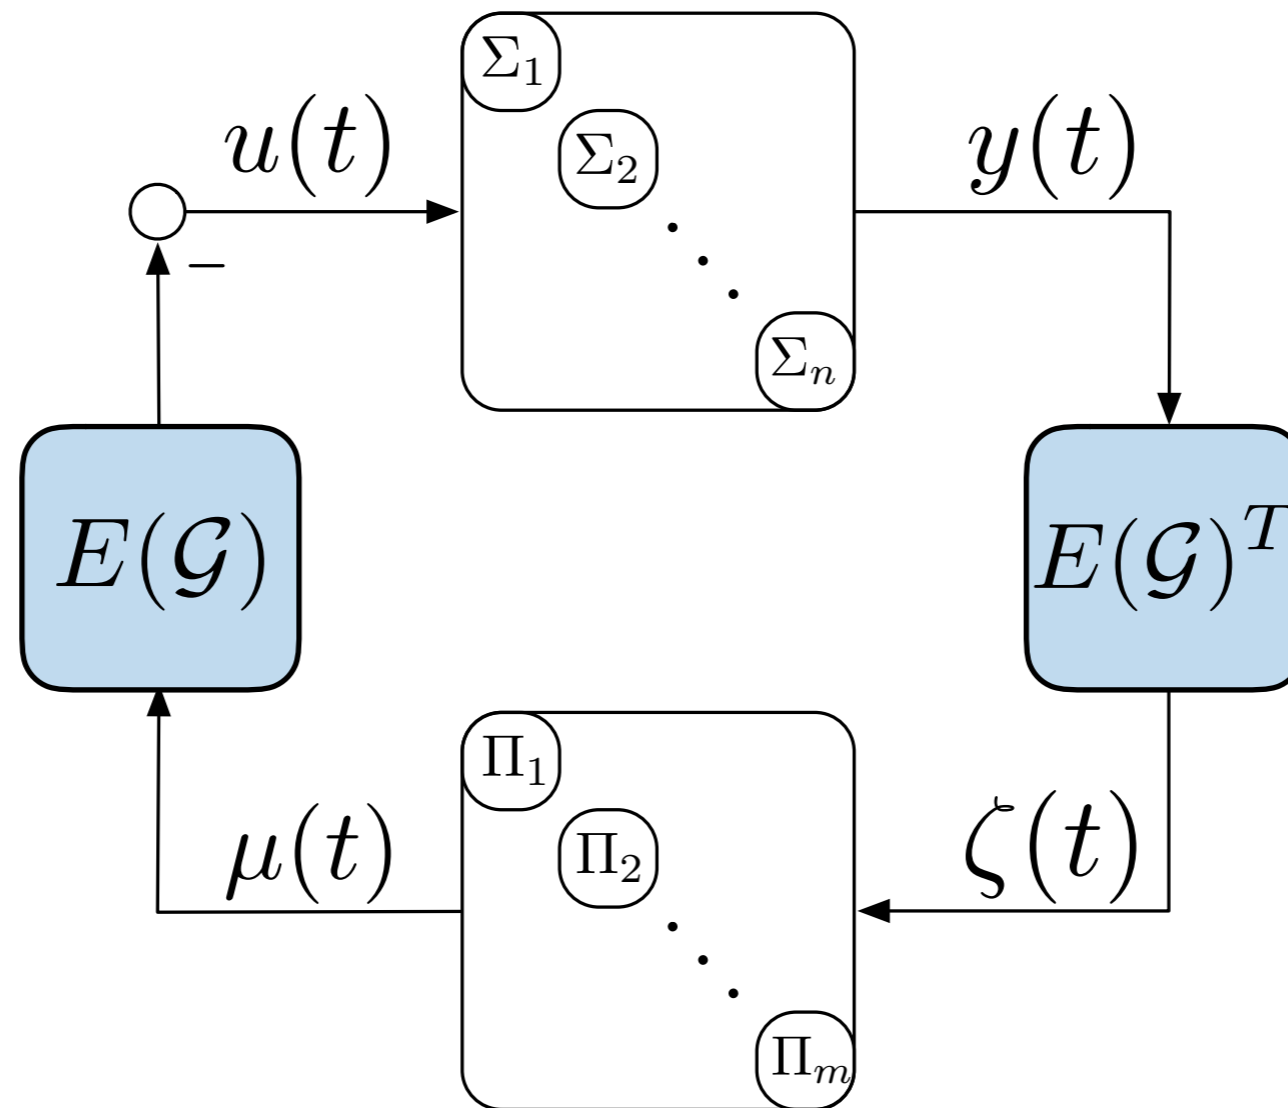 Σ₁
u(t)
y(t)
Σ₂
−
Σₙ
E(𝒢)
E(𝒢)ᵀ
Π₁
μ(t)
ζ(t)
Π₂
Πₘ